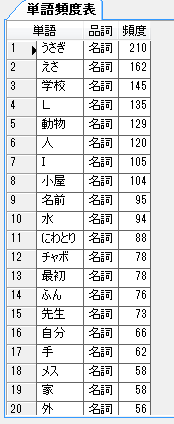 単語頻度表
単語 品詞 頻度
1 うさぎ 名詞 210
2 えさ 名詞 162
3 学校 名詞 145
4 L 名詞 135
5 動物 名詞 129
6 人 名詞 120
7 I 名詞 105
8 小屋 名詞 104
9 名前 名詞 95
10 水 名詞 94
11 にわとり 名詞 88
12 チャボ 名詞 78
13 最初 名詞 78
14 ふん 名詞 76
15 先生 名詞 73
16 自分 名詞 66
17 手 名詞 62
18 メス 名詞 58
19 家 名詞 58
20 外 名詞 56